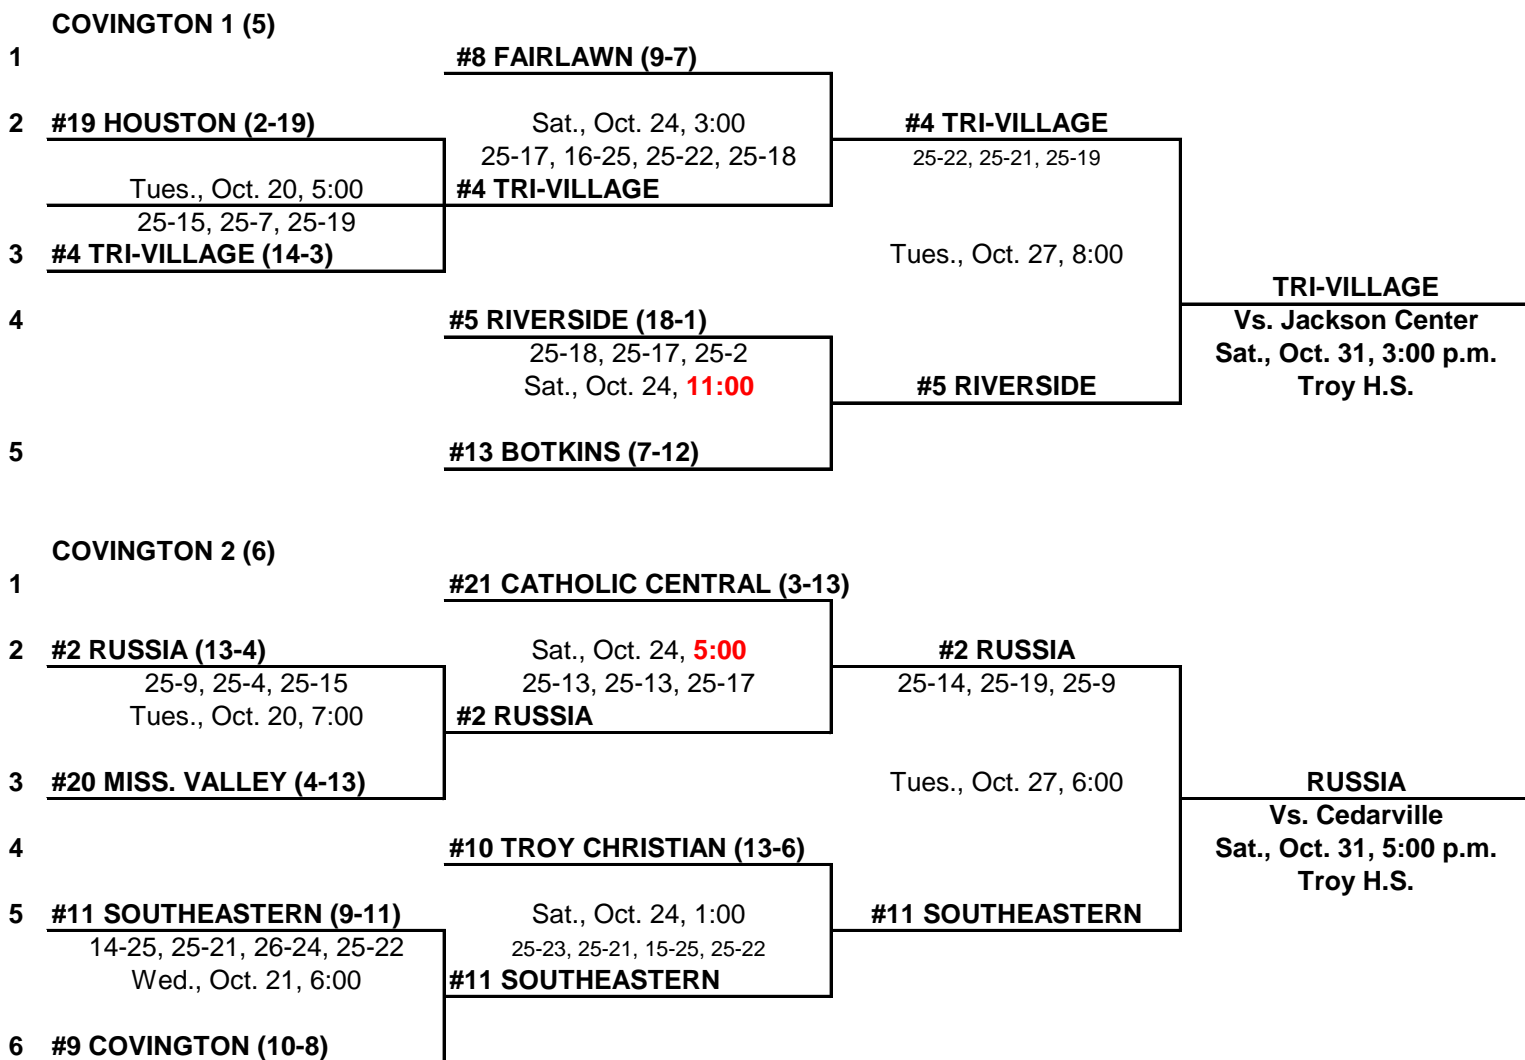 COVINGTON 1 (5)
1 #8 FAIRLAWN (9-7)
2 #19 HOUSTON (2-19) Sat., Oct. 24, 3:00 #4 TRI-VILLAGE
25-17, 16-25, 25-22, 25-18 25-22, 25-21, 25-19
Tues., Oct. 20, 5:00 #4 TRI-VILLAGE
25-15, 25-7, 25-19
3 #4 TRI-VILLAGE (14-3) Tues., Oct. 27, 8:00
TRI-VILLAGE
4 #5 RIVERSIDE (18-1) Vs. Jackson Center
25-18, 25-17, 25-2 Sat., Oct. 31, 3:00 p.m.
Sat., Oct. 24, 11:00 #5 RIVERSIDE Troy H.S.
5 #13 BOTKINS (7-12)
COVINGTON 2 (6)
1 #21 CATHOLIC CENTRAL (3-13)
2 #2 RUSSIA (13-4) Sat., Oct. 24, 5:00 #2 RUSSIA
25-9, 25-4, 25-15 25-13, 25-13, 25-17 25-14, 25-19, 25-9
Tues., Oct. 20, 7:00 #2 RUSSIA
3 #20 MISS. VALLEY (4-13) Tues., Oct. 27, 6:00 RUSSIA
Vs. Cedarville
4 #10 TROY CHRISTIAN (13-6) Sat., Oct. 31, 5:00 p.m.
Troy H.S.
5 #11 SOUTHEASTERN (9-11) Sat., Oct. 24, 1:00 #11 SOUTHEASTERN
14-25, 25-21, 26-24, 25-22 25-23, 25-21, 15-25, 25-22
Wed., Oct. 21, 6:00 #11 SOUTHEASTERN
6 #9 COVINGTON (10-8)